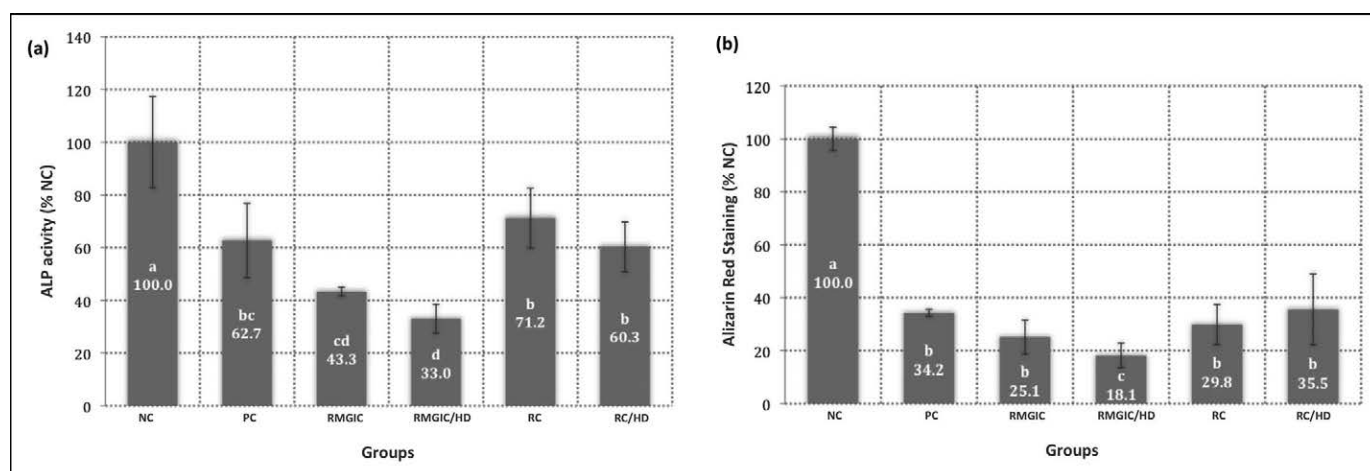 (a)
140
120
100
80
60
40
20
0
ALP acivity (% NC)
a
100.0
bc
62.7
cd
43.3
d
33.0
b
71.2
b
60.3
NC PC RMGIC RMGIC/HD RC RC/HD
Groups
(b)
120
100
80
60
40
20
0
Alizarin Red Staining (% NC)
a
100.0
b
34.2
b
25.1
c
18.1
b
29.8
b
35.5
NC PC RMGIC RMGIC/HD RC RC/HD
Groups